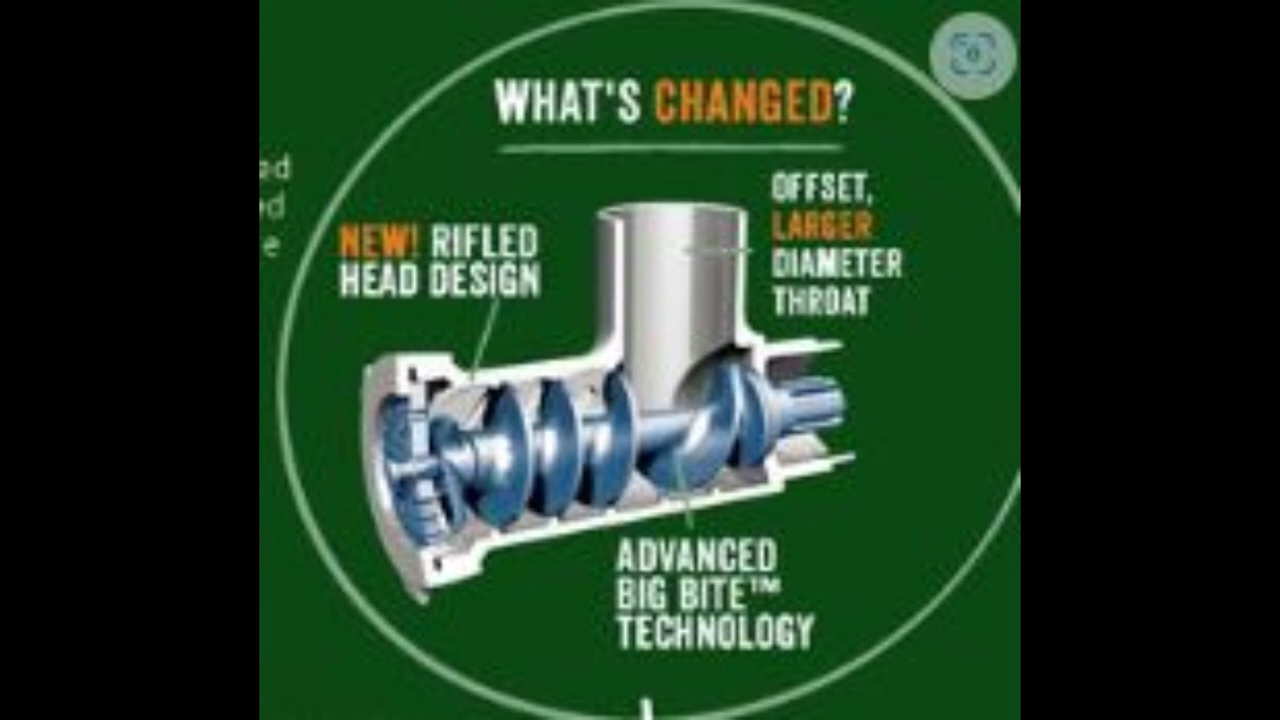 WHAT'S CHANGED?
OFFSET,
LARGER
DIAMETER
THROAT
NEW! RIFLED
HEAD DESIGN
ADVANCED
BIG BITE™
TECHNOLOGY